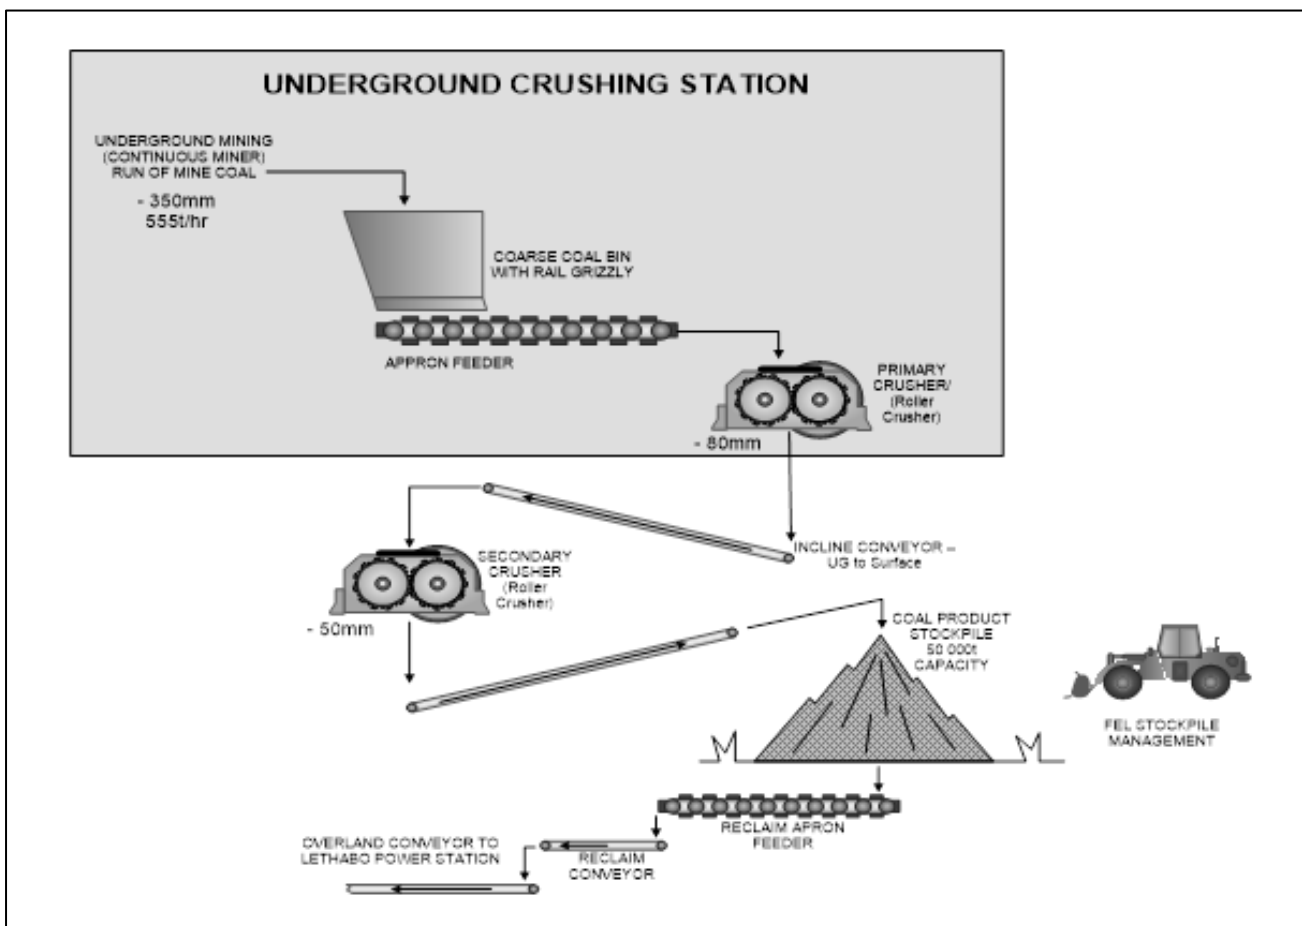 UNDERGROUND CRUSHING STATION
UNDERGROUND MINING
(CONTINUOUS MINER)
RUN OF MINE COAL
- 350mm
555t/hr
COARSE COAL BIN
WITH RAIL GRIZZLY
APPRON FEEDER
PRIMARY
CRUSHER/
(Roller
Crusher)
- 80mm
INCLINE CONVEYOR –
UG to Surface
SECONDARY
CRUSHER
(Roller
Crusher)
- 50mm
COAL PRODUCT
STOCKPILE
50 000t
CAPACITY
FEL STOCKPILE
MANAGEMENT
RECLAIM APRON
FEEDER
RECLAIM
CONVEYOR
OVERLAND CONVEYOR TO
LETHABO POWER STATION